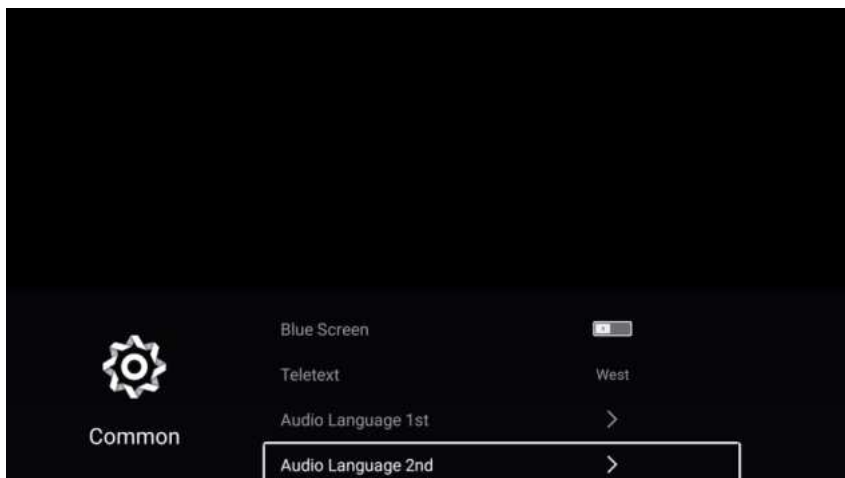 Blue Screen
Teletext West
Audio Language 1st
Common
Audio Language 2nd